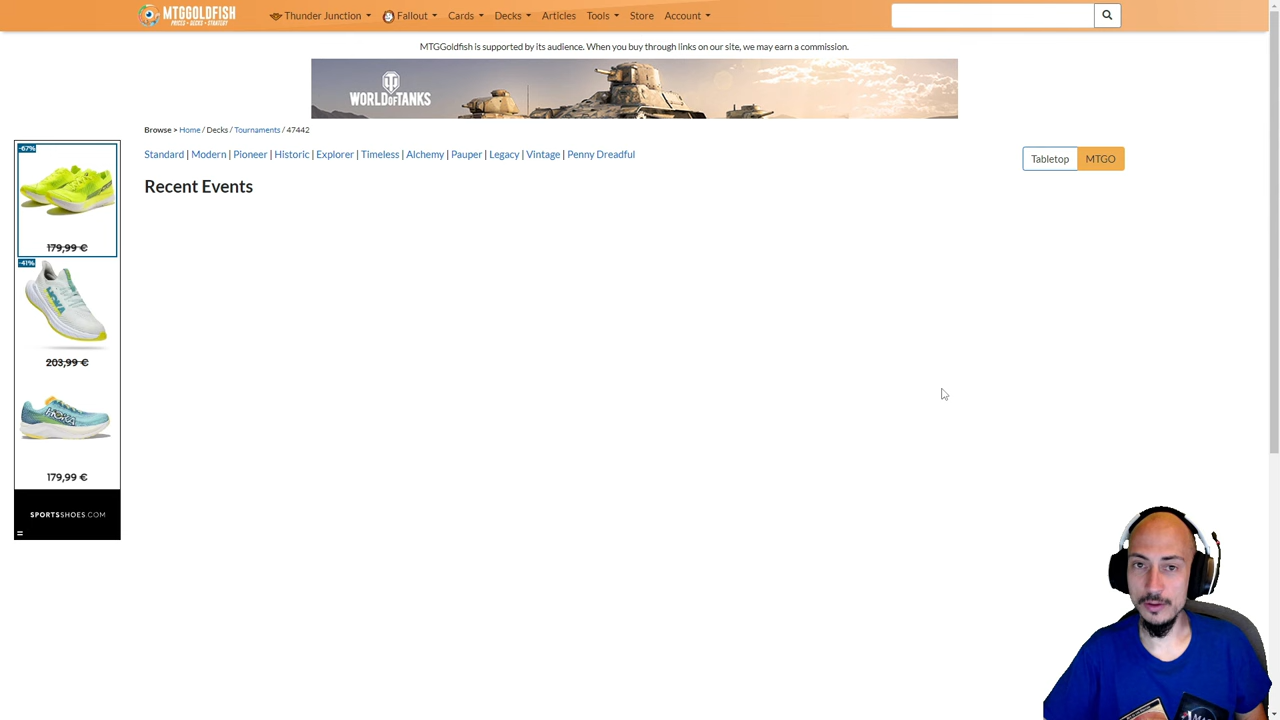 MTGGOLDFISH
PRICES • DECKS • STRATEGY
Thunder Junction
Fallout
Cards
Decks
Articles
Tools
Store
Account
MTGGoldfish is supported by its audience. When you buy through links on our site, we may earn a commission.
WORLD OF TANKS
Browse > Home / Decks / Tournaments / 47442
Standard | Modern | Pioneer | Historic | Explorer | Timeless | Alchemy | Pauper | Legacy | Vintage | Penny Dreadful
Tabletop
MTGO
Recent Events
-67%
179,99 €
-41%
203,99 €
179,99 €
SPORTSSHOES.COM